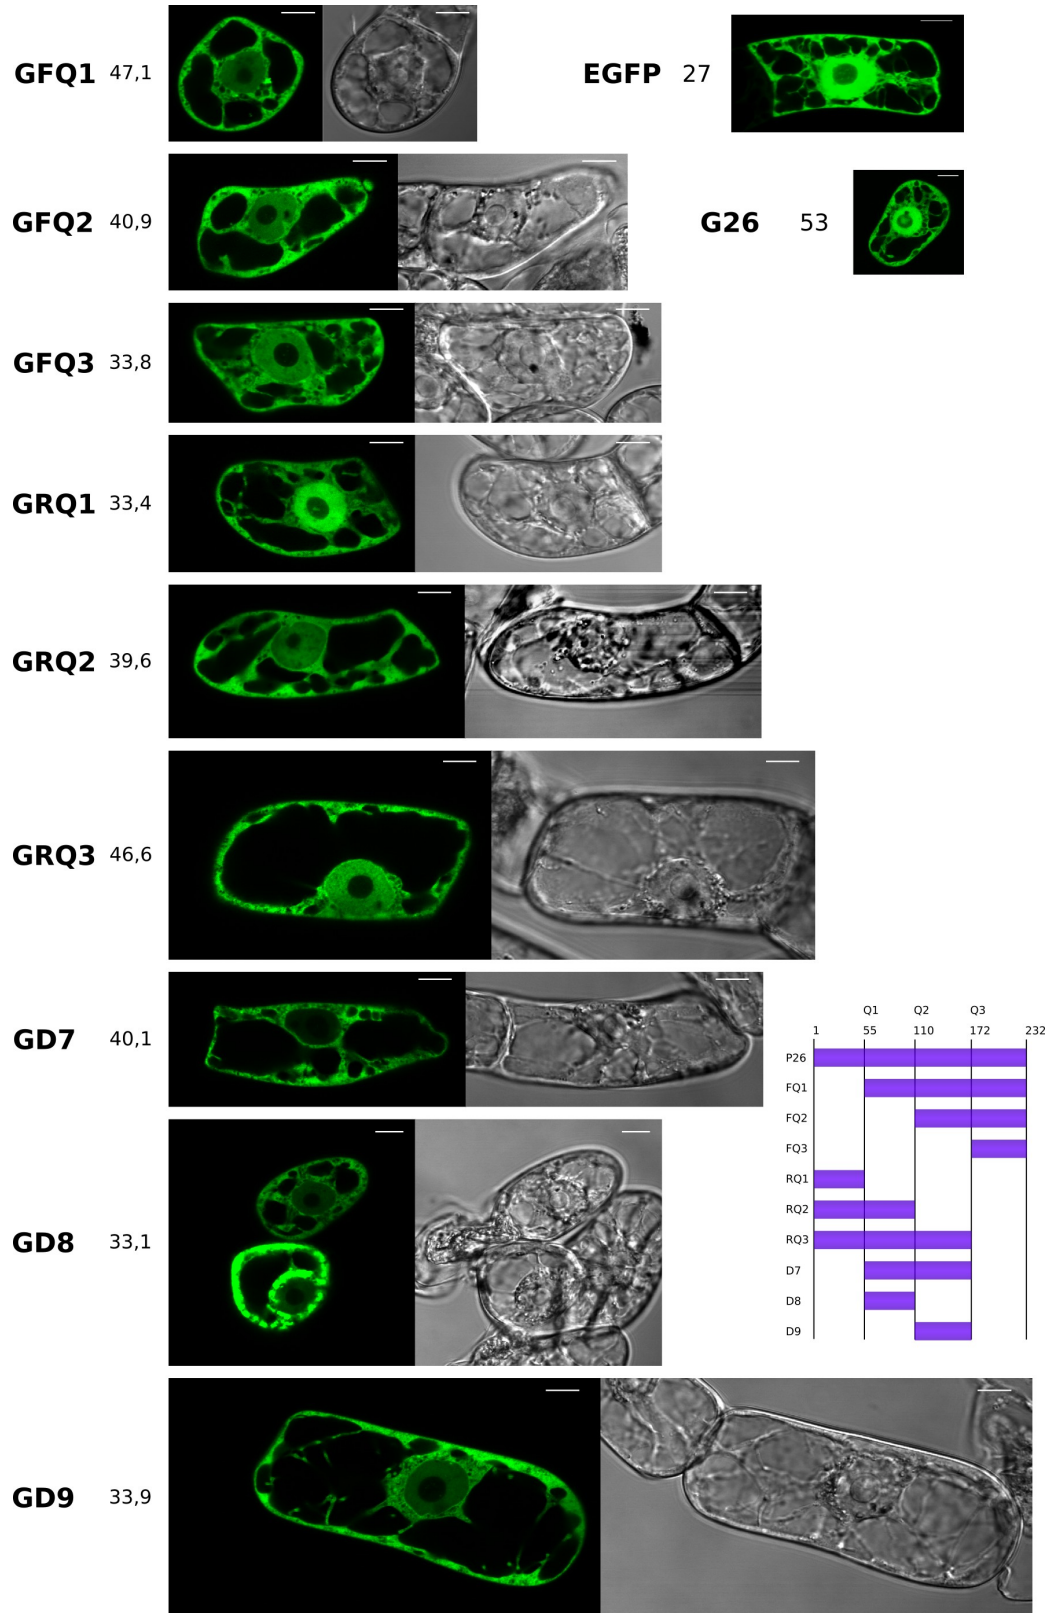 GFQ1 47,1
EGFP 27
GFQ2 40,9
G26 53
GFQ3 33,8
GRQ1 33,4
GRQ2 39,6
GRQ3 46,6
GD7 40,1
GD8 33,1
GD9 33,9
Q1 Q2 Q3
1 55 110 172 232
P26
FQ1
FQ2
FQ3
RQ1
RQ2
RQ3
D7
D8
D9